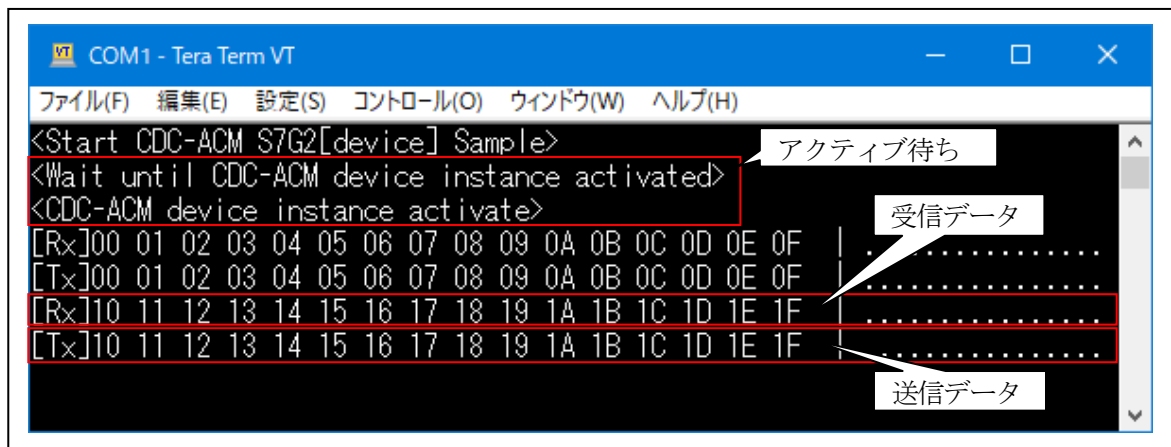 COM1 - Tera Term VT
ファイル(F) 編集(E) 設定(S) コントロール(O) ウィンドウ(W) ヘルプ(H)
<Start CDC-ACM S7G2[device] Sample>
アクティブ待ち
<Wait until CDC-ACM device instance activated>
<CDC-ACM device instance activate>
受信データ
[Rx]00 01 02 03 04 05 06 07 08 09 0A 0B 0C 0D 0E 0F | ................
[Tx]00 01 02 03 04 05 06 07 08 09 0A 0B 0C 0D 0E 0F | ................
[Rx]10 11 12 13 14 15 16 17 18 19 1A 1B 1C 1D 1E 1F | ................
[Tx]10 11 12 13 14 15 16 17 18 19 1A 1B 1C 1D 1E 1F | ................
送信データ